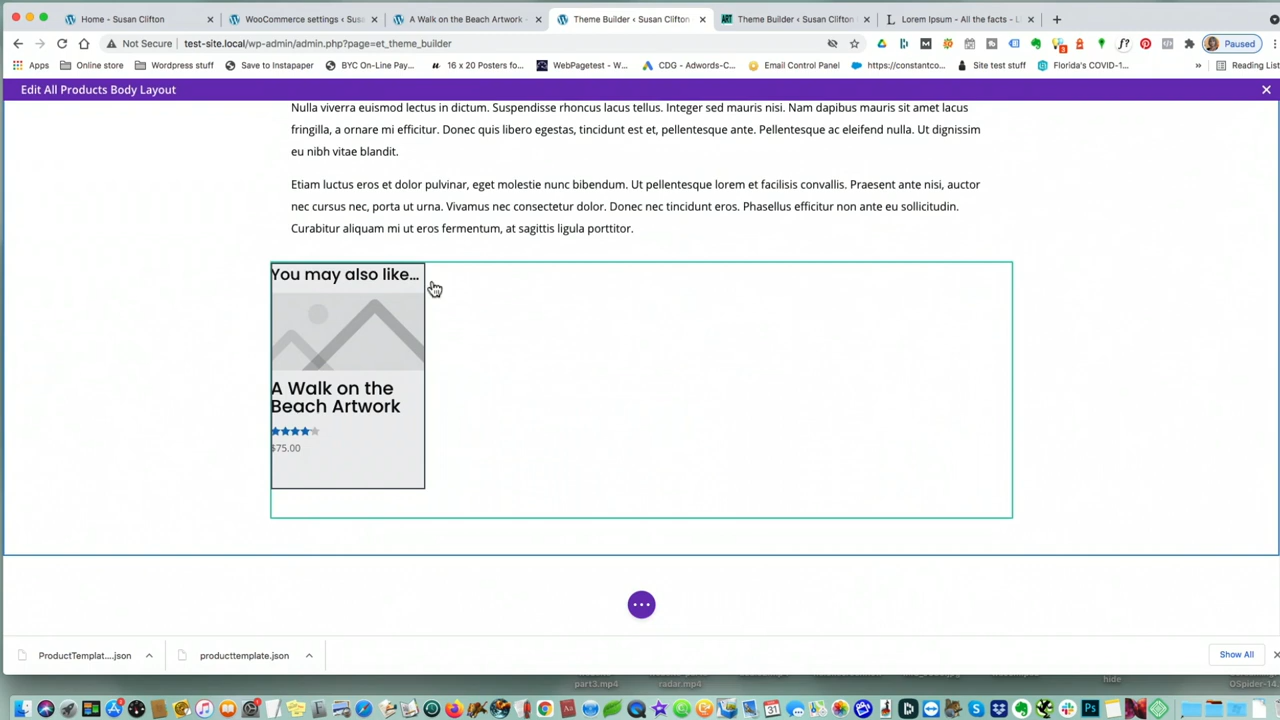 Home - Susan Clifton
WooCommerce settings ‹ Susa
A Walk on the Beach Artwork -
Theme Builder ‹ Susan Clifton
Theme Builder ‹ Susan Clifton
Lorem Ipsum - All the facts - L
Not Secure
test-site.local/wp-admin/admin.php?page=et_theme_builder
Paused
Apps
Online store
Wordpress stuff
Save to Instapaper
BYC On-Line Pay...
16 x 20 Posters fo...
WebPagetest - W...
CDG - Adwords-C...
Email Control Panel
https://constantco...
Site test stuff
Florida's COVID-1...
»
Reading List
Edit All Products Body Layout
Nulla viverra euismod lectus in dictum. Suspendisse rhoncus lacus tellus. Integer sed mauris nisi. Nam dapibus mauris sit amet lacus
fringilla, a ornare mi efficitur. Donec quis libero egestas, tincidunt est et, pellentesque ante. Pellentesque ac eleifend nulla. Ut dignissim
eu nibh vitae blandit.
Etiam luctus eros et dolor pulvinar, eget molestie nunc bibendum. Ut pellentesque lorem et facilisis convallis. Praesent ante nisi, auctor
nec cursus nec, porta ut urna. Vivamus nec consectetur dolor. Donec nec tincidunt eros. Phasellus efficitur non ante eu sollicitudin.
Curabitur aliquam mi ut eros fermentum, at sagittis ligula porttitor.
You may also like...
A Walk on the
Beach Artwork
$75.00
ProductTemplat....json
producttemplate.json
Show All
part3.mp4
radar.mp4
hide
OSpider-14.